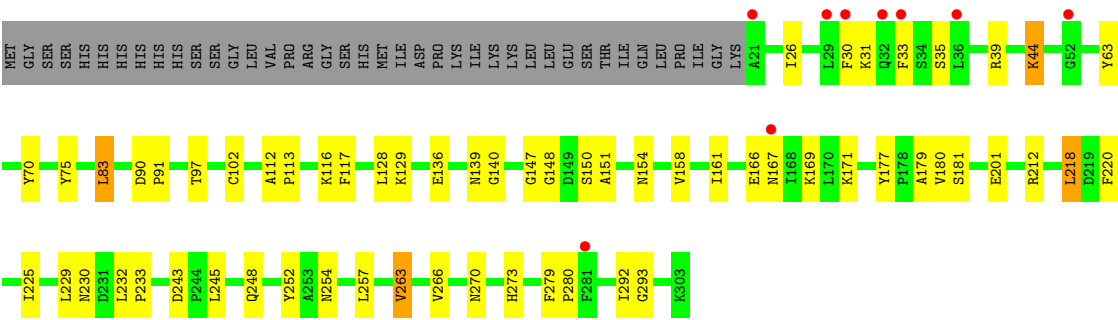 MET GLY SER SER HIS HIS HIS HIS HIS HIS SER SER GLY LEU VAL PRO ARG GLY SER HIS MET ILE ASP PRO LYS ILE LYS LYS LEU LEU GLU SER THR ILE GLN LEU PRO ILE GLY LYS A21 I26 L29 F30 K31 Q32 F33 S34 S35 L36 R39 K44 G52 Y63
Y70 Y75 L83 D90 P91 T97 C102 A112 P113 K116 F117 L128 K129 E136 N139 G140 G147 G148 D149 S150 A151 N154 V158 I161 E166 N167 I168 K169 L170 K171 Y177 P178 A179 V180 S181 E201 R212 L218 D219 F220
I225 L229 N230 D231 L232 P233 D243 P244 L245 Q248 Y252 A253 N254 L257 V263 V266 N270 H273 F279 P280 F281 I292 G293 K303